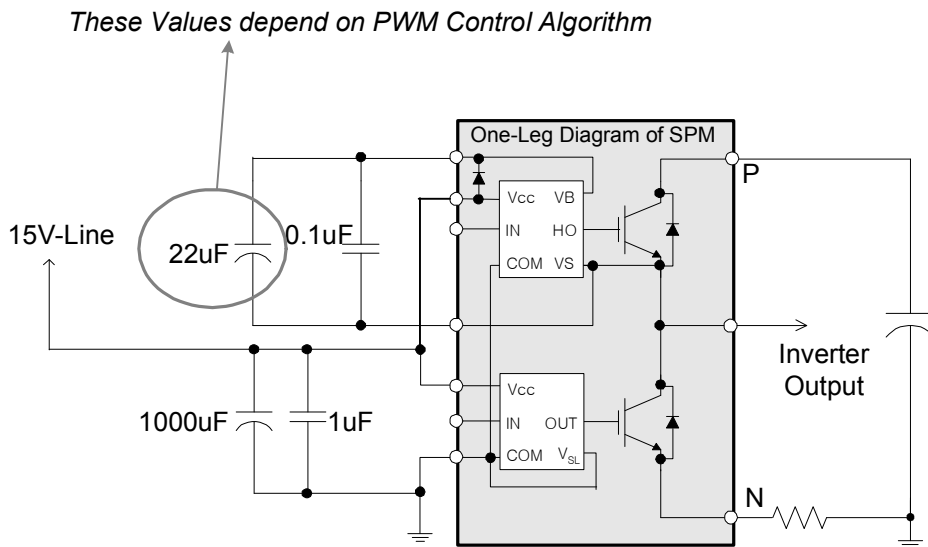 These Values depend on PWM Control Algorithm
One-Leg Diagram of SPM
P
Vcc
VB
15V-Line
22uF
0.1uF
IN
HO
COM
VS
Inverter
Output
Vcc
1000uF
1uF
IN
OUT
COM
VSL
N